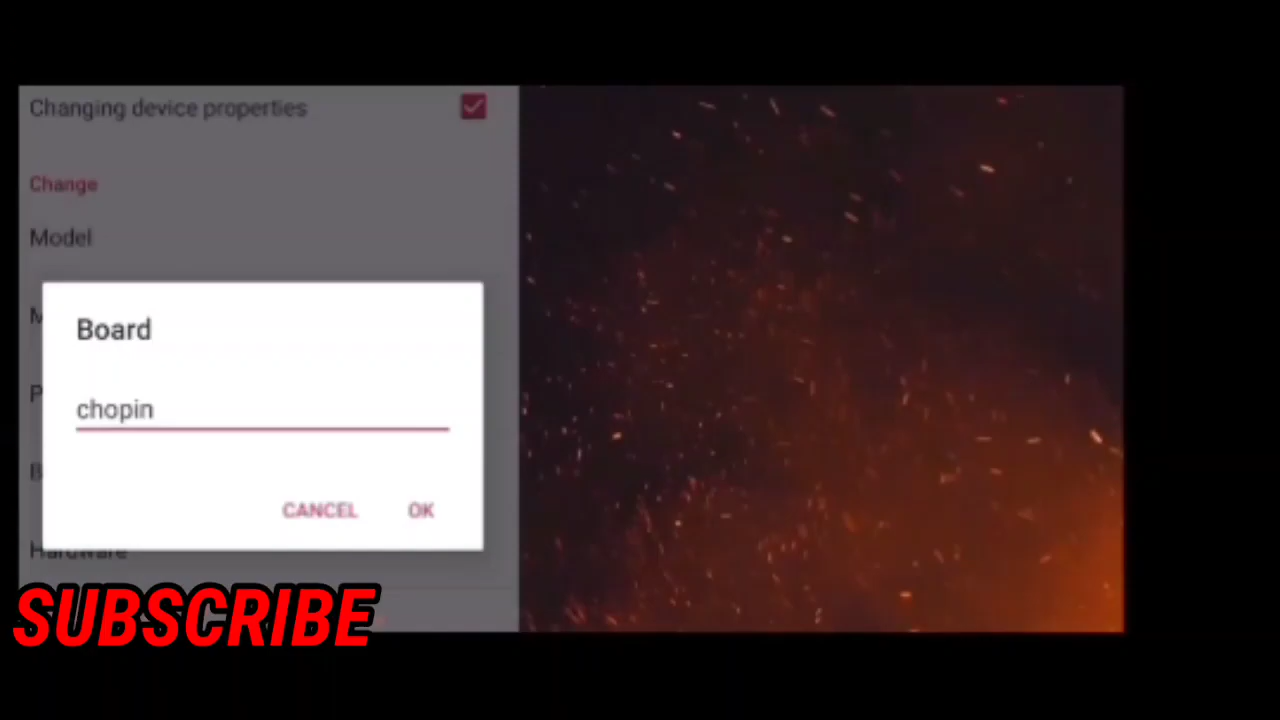 Changing device properties
Change
Model
M
Board
P
chopin
B
CANCEL OK
Hardware
SUBSCRIBE